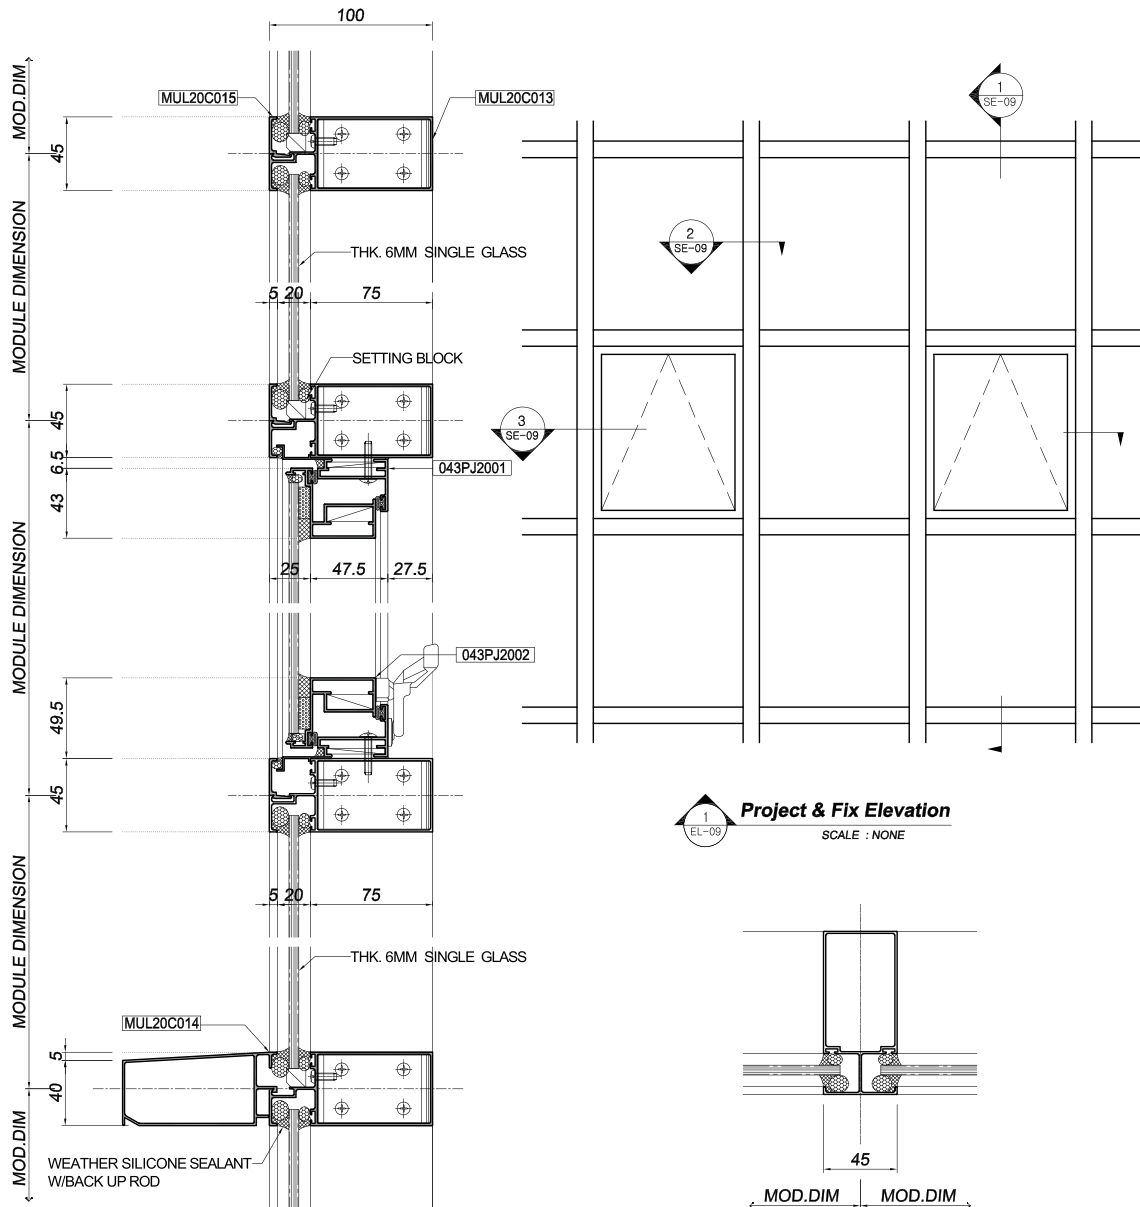 100
MOD.DIM
MUL20C015
MUL20C013
45
MODULE DIMENSION
THK. 6MM SINGLE GLASS
5
20
75
SETTING BLOCK
45
6.5
043PJ2001
43
25
47.5
27.5
MODULE DIMENSION
043PJ2002
49.5
45
5
20
75
MODULE DIMENSION
THK. 6MM SINGLE GLASS
MUL20C014
5
40
MOD.DIM
WEATHER SILICONE SEALANT
W/BACK UP ROD
1
SE-09
2
SE-09
3
SE-09
1
EL-09
Project & Fix Elevation
SCALE : NONE
45
MOD.DIM
MOD.DIM